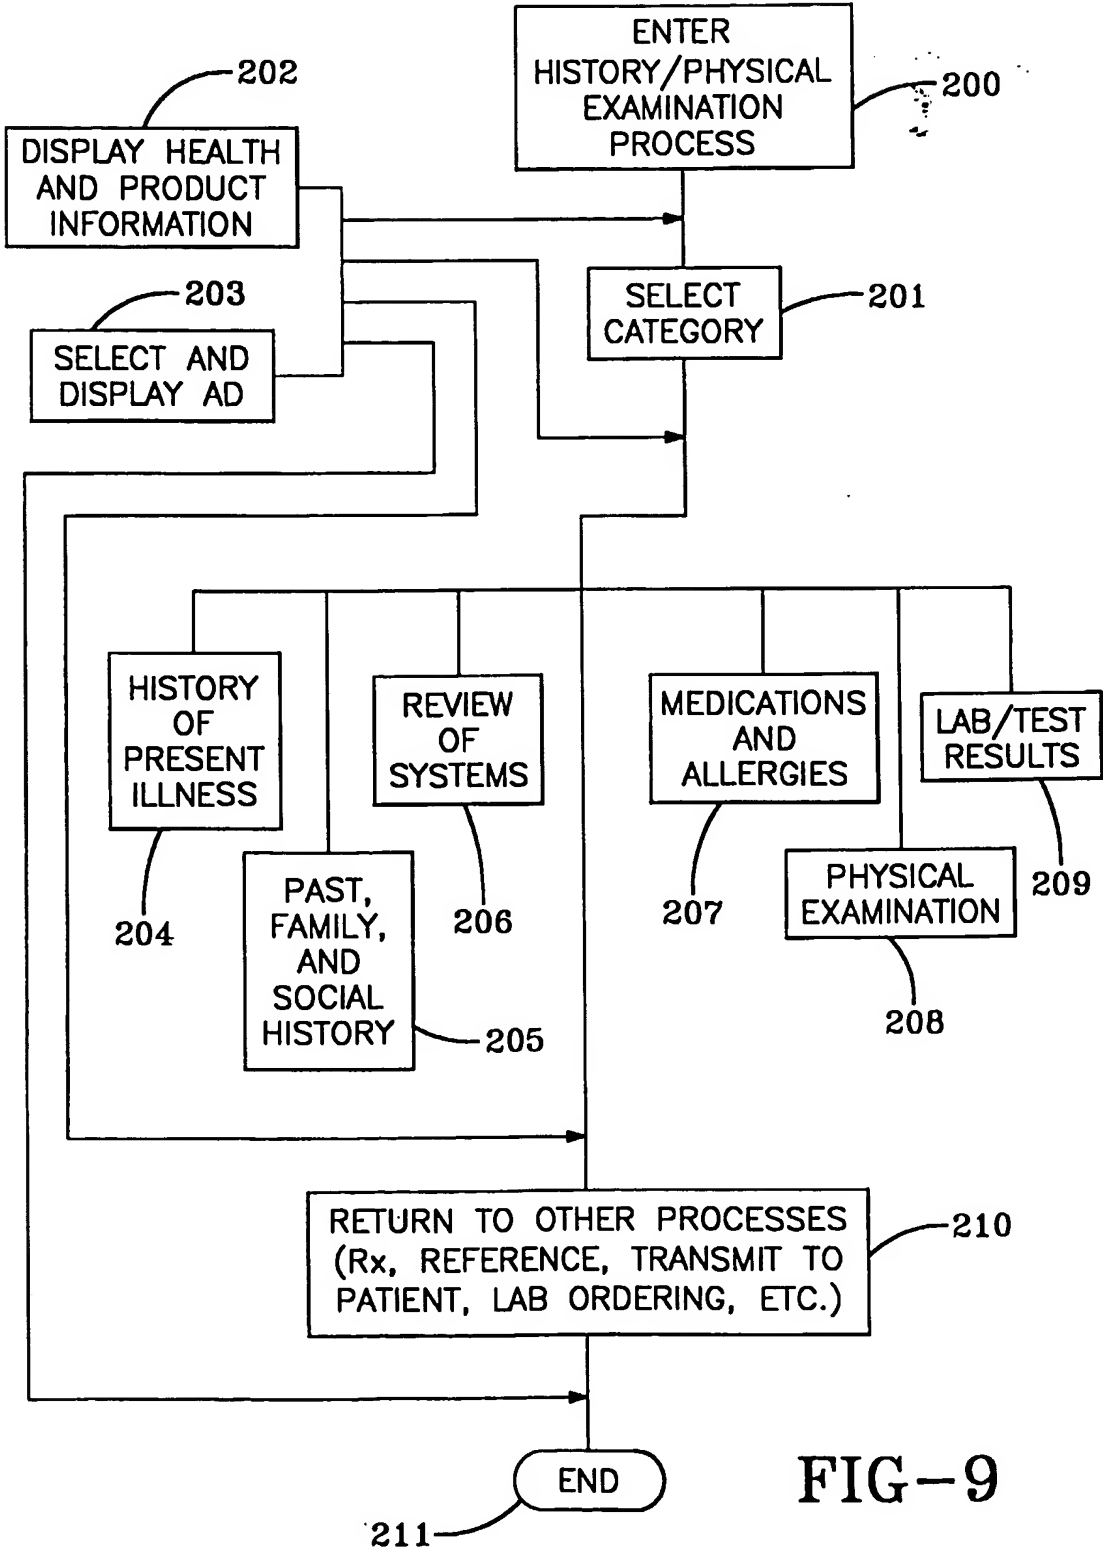 ENTER
HISTORY/PHYSICAL
EXAMINATION
PROCESS
200
202
DISPLAY HEALTH
AND PRODUCT
INFORMATION
203
SELECT AND
DISPLAY AD
SELECT
CATEGORY
201
HISTORY
OF
PRESENT
ILLNESS
204
PAST,
FAMILY,
AND
SOCIAL
HISTORY
205
REVIEW
OF
SYSTEMS
206
MEDICATIONS
AND
ALLERGIES
207
PHYSICAL
EXAMINATION
208
LAB/TEST
RESULTS
209
RETURN TO OTHER PROCESSES
(Rx, REFERENCE, TRANSMIT TO
PATIENT, LAB ORDERING, ETC.)
210
END
211
FIG-9